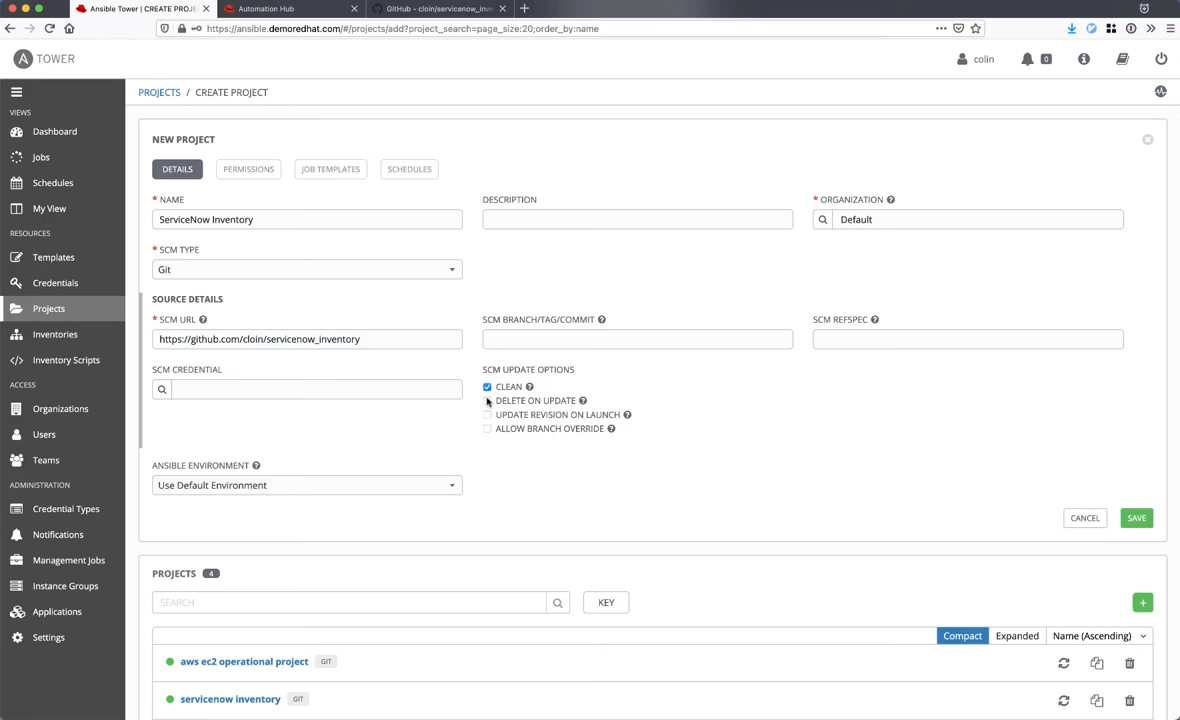 Ansible Tower | CREATE PROJE
Automation Hub
GitHub - cloin/servicenow_inve
https://ansible.demoredhat.com/#/projects/add?project_search=page_size:20;order_by:name
TOWER
colin
0
VIEWS
Dashboard
Jobs
Schedules
My View
RESOURCES
Templates
Credentials
Projects
Inventories
Inventory Scripts
ACCESS
Organizations
Users
Teams
ADMINISTRATION
Credential Types
Notifications
Management Jobs
Instance Groups
Applications
Settings
PROJECTS / CREATE PROJECT
NEW PROJECT
DETAILS PERMISSIONS JOB TEMPLATES SCHEDULES
* NAME
ServiceNow Inventory
DESCRIPTION
* ORGANIZATION
Default
* SCM TYPE
Git
SOURCE DETAILS
* SCM URL
https://github.com/cloin/servicenow_inventory
SCM BRANCH/TAG/COMMIT
SCM REFSPEC
SCM CREDENTIAL
SCM UPDATE OPTIONS
CLEAN
DELETE ON UPDATE
UPDATE REVISION ON LAUNCH
ALLOW BRANCH OVERRIDE
ANSIBLE ENVIRONMENT
Use Default Environment
CANCEL SAVE
PROJECTS 4
SEARCH
KEY
Compact Expanded Name (Ascending)
aws ec2 operational project GIT
servicenow inventory GIT